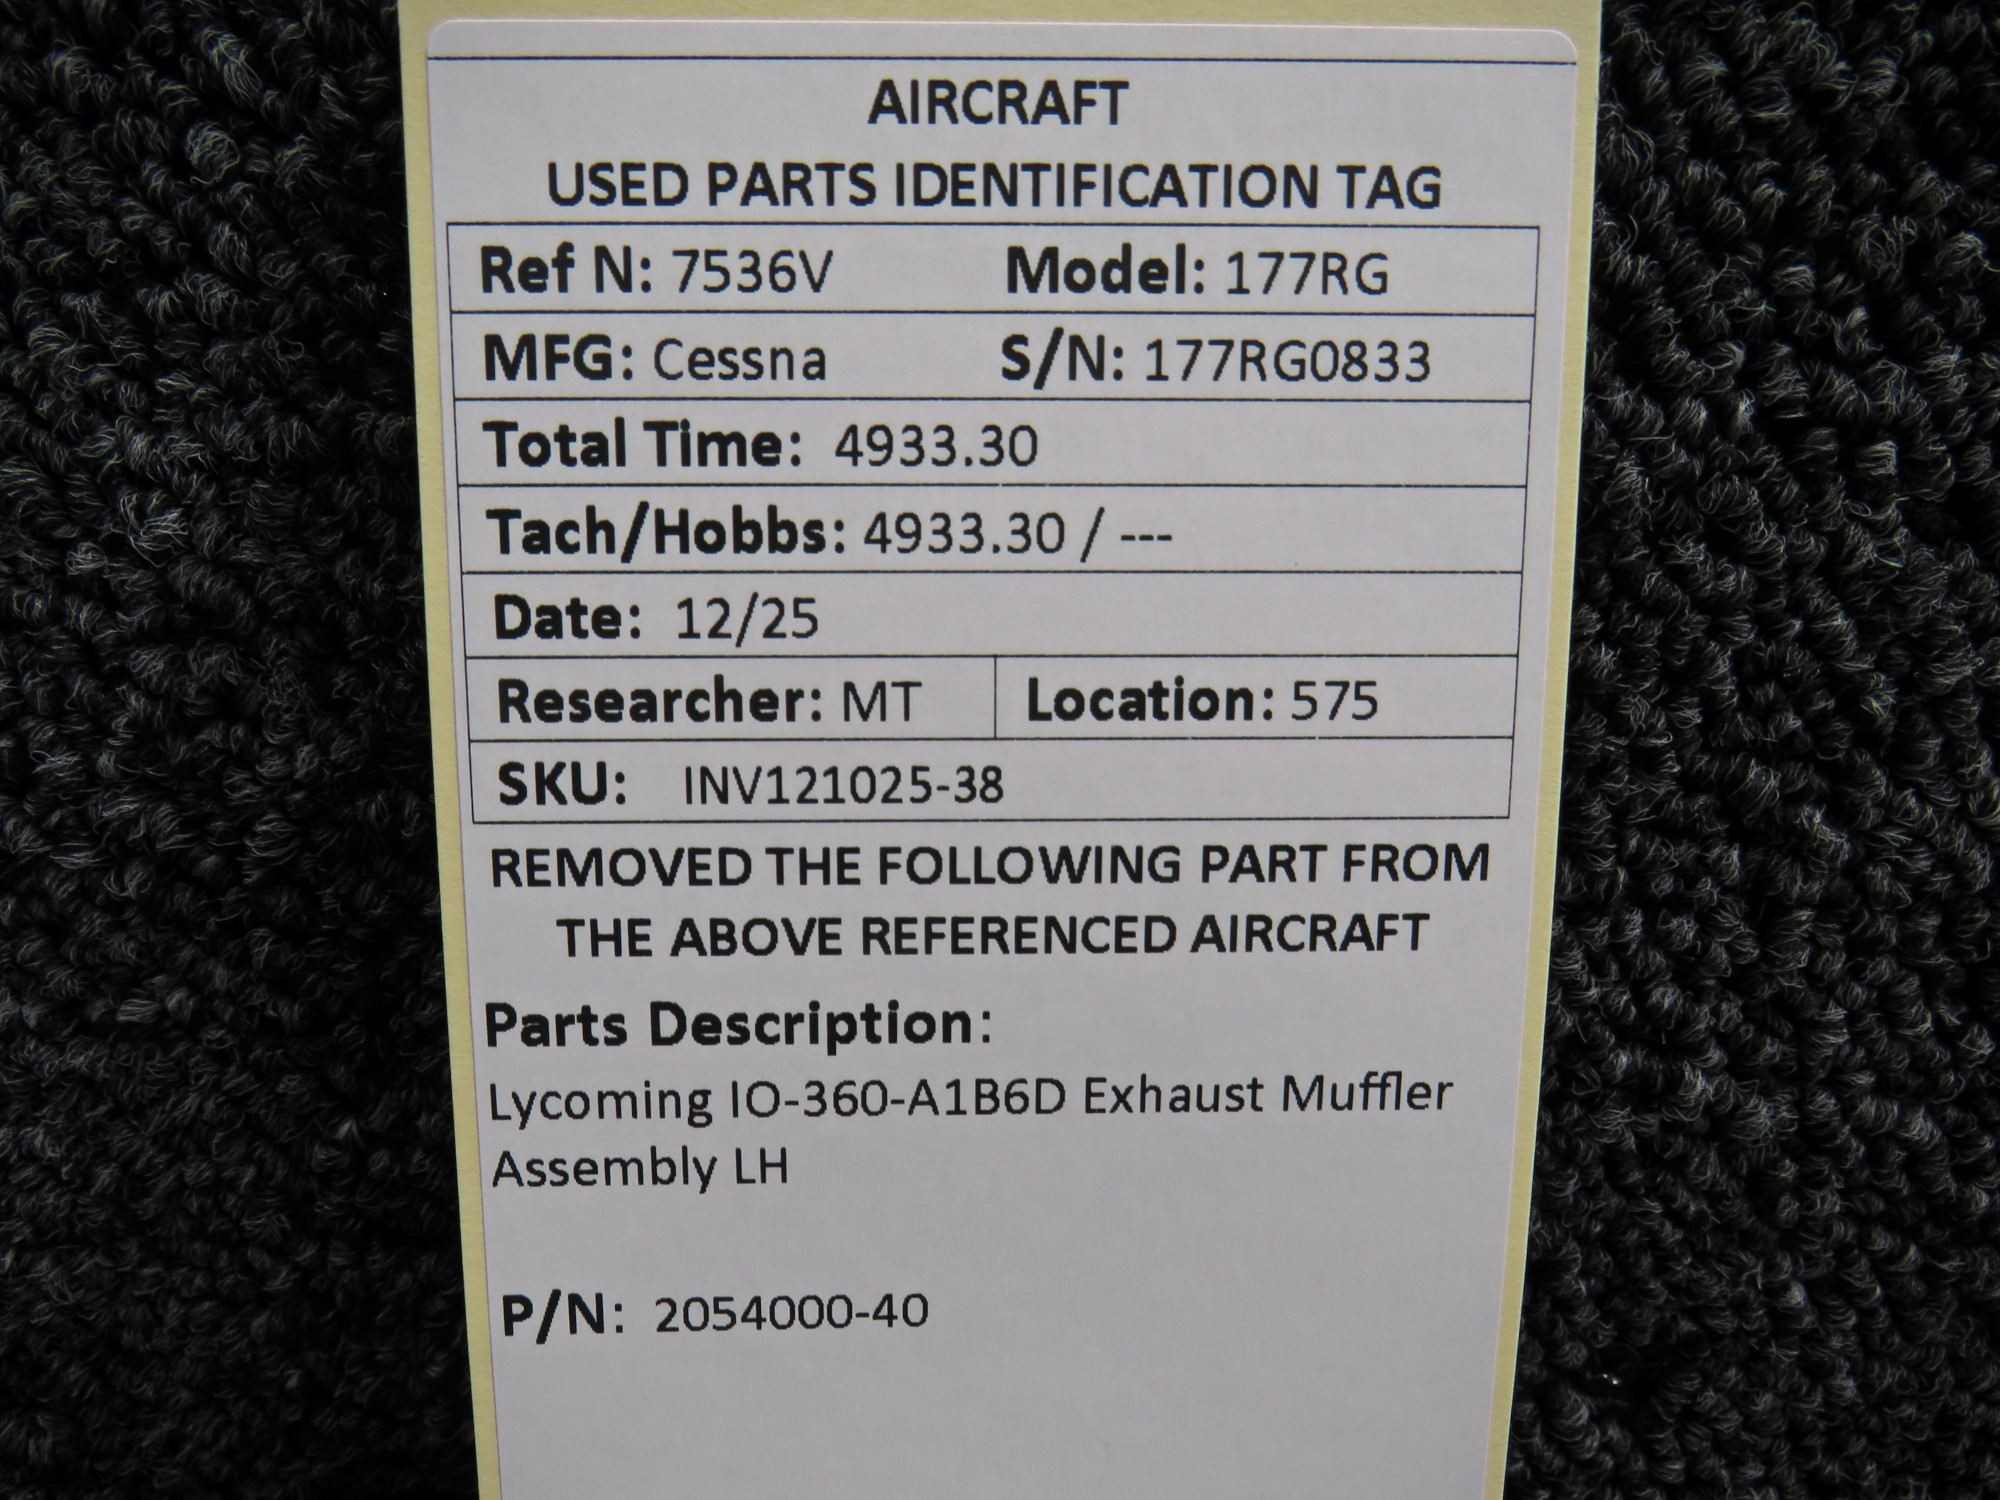 AIRCRAFT
USED PARTS IDENTIFICATION TAG
Ref N: 7536V Model: 177RG
MFG: Cessna S/N: 177RG0833
Total Time: 4933.30
Tach/Hobbs: 4933.30 / ---
Date: 12/25
Researcher: MT Location: 575
SKU: INV121025-38
REMOVED THE FOLLOWING PART FROM
THE ABOVE REFERENCED AIRCRAFT
Parts Description:
Lycoming IO-360-A1B6D Exhaust Muffler
Assembly LH
P/N: 2054000-40